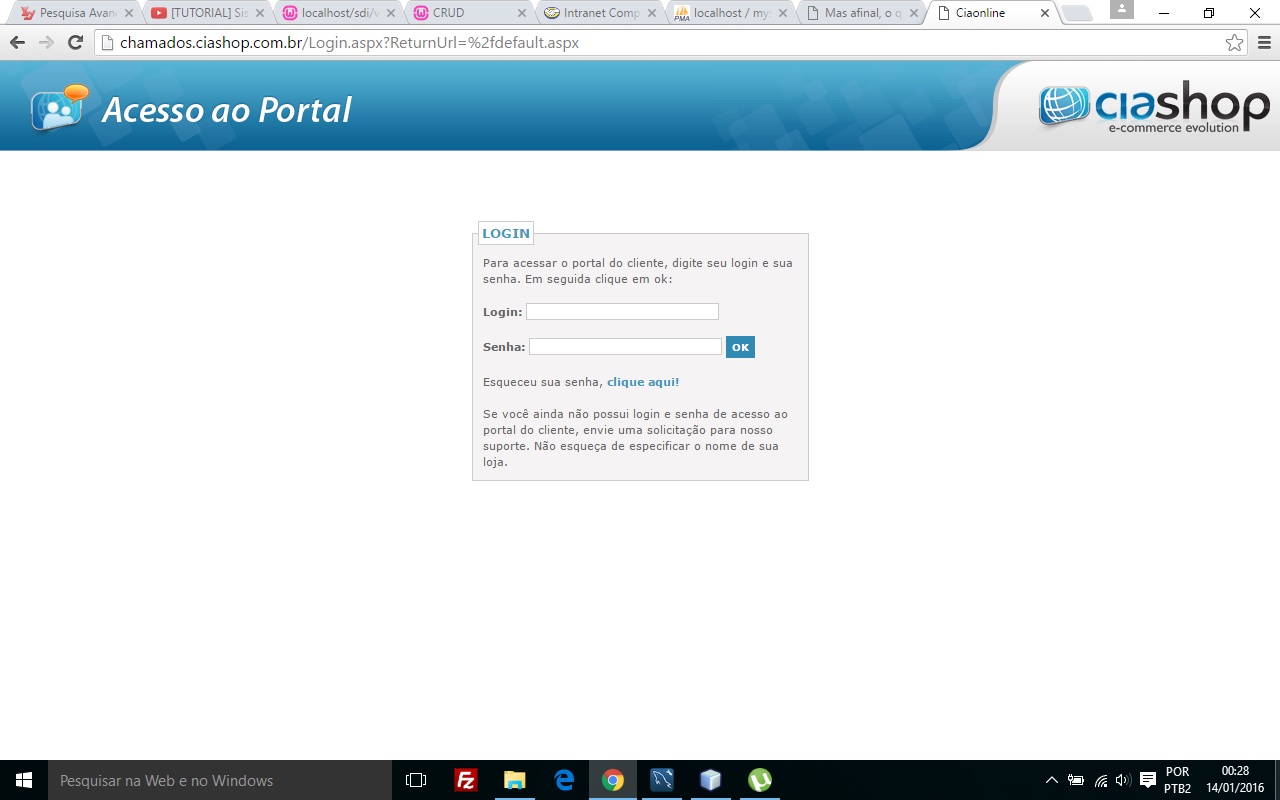 Pesquisa Avan
[TUTORIAL] Sis
localhost/sdi/v
CRUD
Intranet Comp
localhost / mys
Mas afinal, o q
Ciaonline
chamados.ciashop.com.br/Login.aspx?ReturnUrl=%2fdefault.aspx
Acesso ao Portal
ciashop
e-commerce evolution
LOGIN
Para acessar o portal do cliente, digite seu login e sua
senha. Em seguida clique em ok:
Login:
Senha:
OK
Esqueceu sua senha, clique aqui!
Se você ainda não possui login e senha de acesso ao
portal do cliente, envie uma solicitação para nosso
suporte. Não esqueça de especificar o nome de sua
loja.
Pesquisar na Web e no Windows
POR
PTB2
00:28
14/01/2016